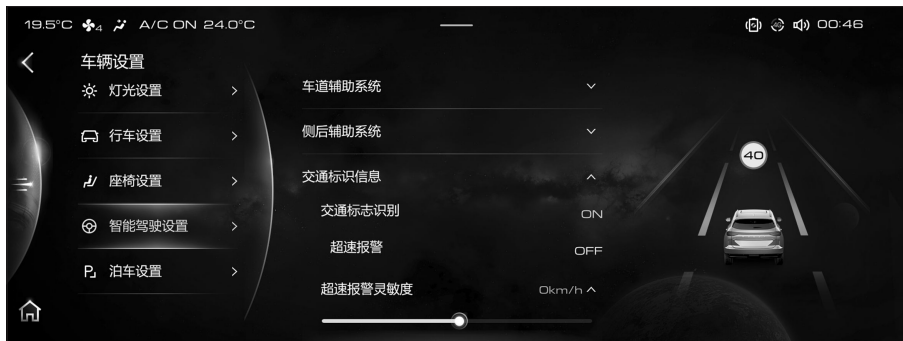 19.5°C 4 A/C ON 24.0°C 00:46
车辆设置
灯光设置
行车设置
座椅设置
智能驾驶设置
泊车设置
车道辅助系统
侧后辅助系统
交通标识信息
交通标志识别 ON
超速报警 OFF
超速报警灵敏度 0km/h
40